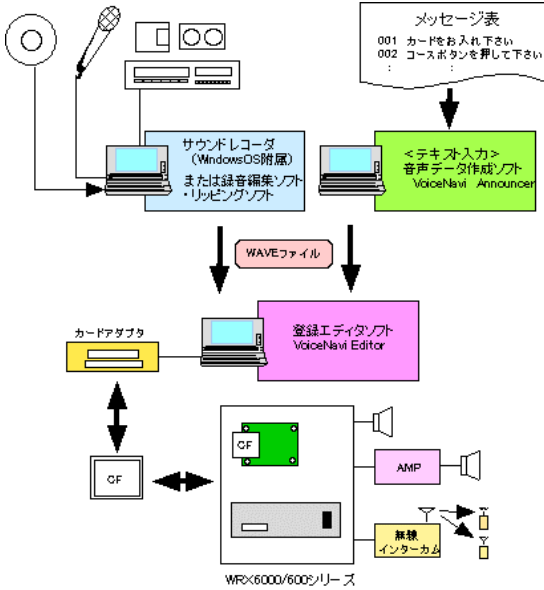 メッセージ表
001 カードをお入れ下さい
002 コースボタンを押して下さい
: :
サウンドレコーダ
(WindowsOS附属)
または録音編集ソフト
・リッピングソフト
<テキスト入力>
音声データ作成ソフト
VoiceNavi Announcer
WAVEファイル
カードアダプタ
登録エディタソフト
VoiceNavi Editor
CF
CF
AMP
無線
インターカム
WRX6000/600シリーズ